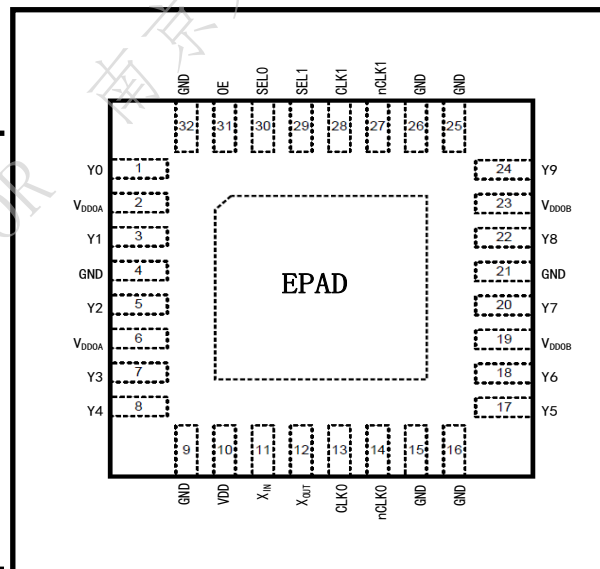 南京
OR
GND OE SEL0 SEL1 CLK1 nCLK1 GND GND
32 31 30 29 28 27 26 25
Y0 1 24 Y9
VDDOA 2 23 VDDOB
Y1 3 22 Y8
GND 4 21 GND
EPAD
Y2 5 20 Y7
VDDOA 6 19 VDDOB
Y3 7 18 Y6
Y4 8 17 Y5
9 10 11 12 13 14 15 16
GND VDD XIN XOUT CLK0 nCLK0 GND GND